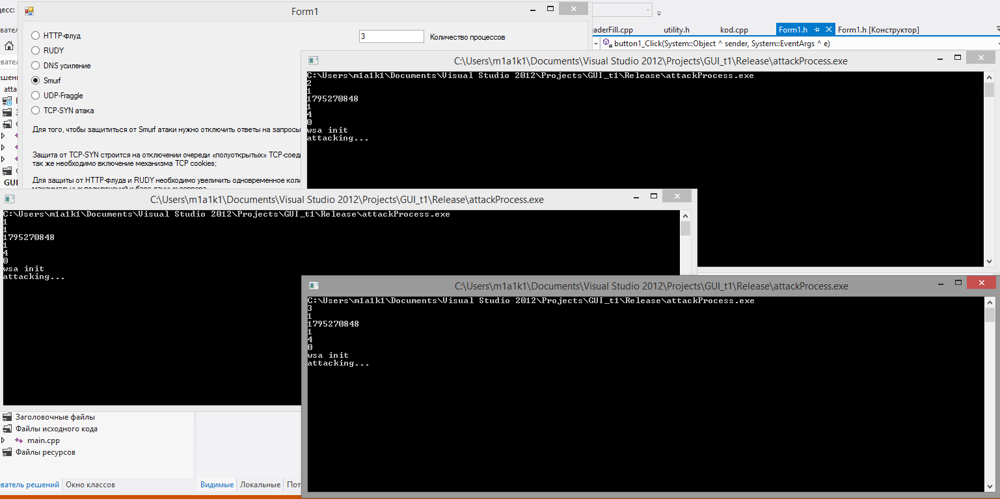 цесс:
Form1
HTTP-Флуд
RUDY
DNS усиление
Smurf
UDP-Fraggle
TCP-SYN атака
3
Количество процессов
Для того, чтобы защититься от Smurf атаки нужно отключить ответы на запросы
Защита от TCP-SYN строится на отключении очереди «полуоткрытых» TCP-соеди
так же необходимо включение механизма TCP cookies;
Для защиты от HTTP-Флуда и RUDY необходимо увеличить одновременное коли
eaderFill.cpp
utility.h
kod.cpp
Form1.h
Form1.h [Конструктор]
button1_Click(System::Object ^ sender, System::EventArgs ^ e)
atta
GUI
C:\Users\m1a1k1\Documents\Visual Studio 2012\Projects\GUI_t1\Release\attackProcess.exe
C:\Users\m1a1k1\Documents\Visual Studio 2012\Projects\GUI_t1\Release\attackProcess.exe
2
1
1795270848
1
4
0
wsa init
attacking...
C:\Users\m1a1k1\Documents\Visual Studio 2012\Projects\GUI_t1\Release\attackProcess.exe
C:\Users\m1a1k1\Documents\Visual Studio 2012\Projects\GUI_t1\Release\attackProcess.exe
1
1
1795270848
1
4
0
wsa init
attacking...
C:\Users\m1a1k1\Documents\Visual Studio 2012\Projects\GUI_t1\Release\attackProcess.exe
C:\Users\m1a1k1\Documents\Visual Studio 2012\Projects\GUI_t1\Release\attackProcess.exe
3
1
1795270848
1
4
0
wsa init
attacking...
Заголовочные файлы
Файлы исходного кода
main.cpp
Файлы ресурсов
еватель решений
Окно классов
Видимые
Локальные
Пот